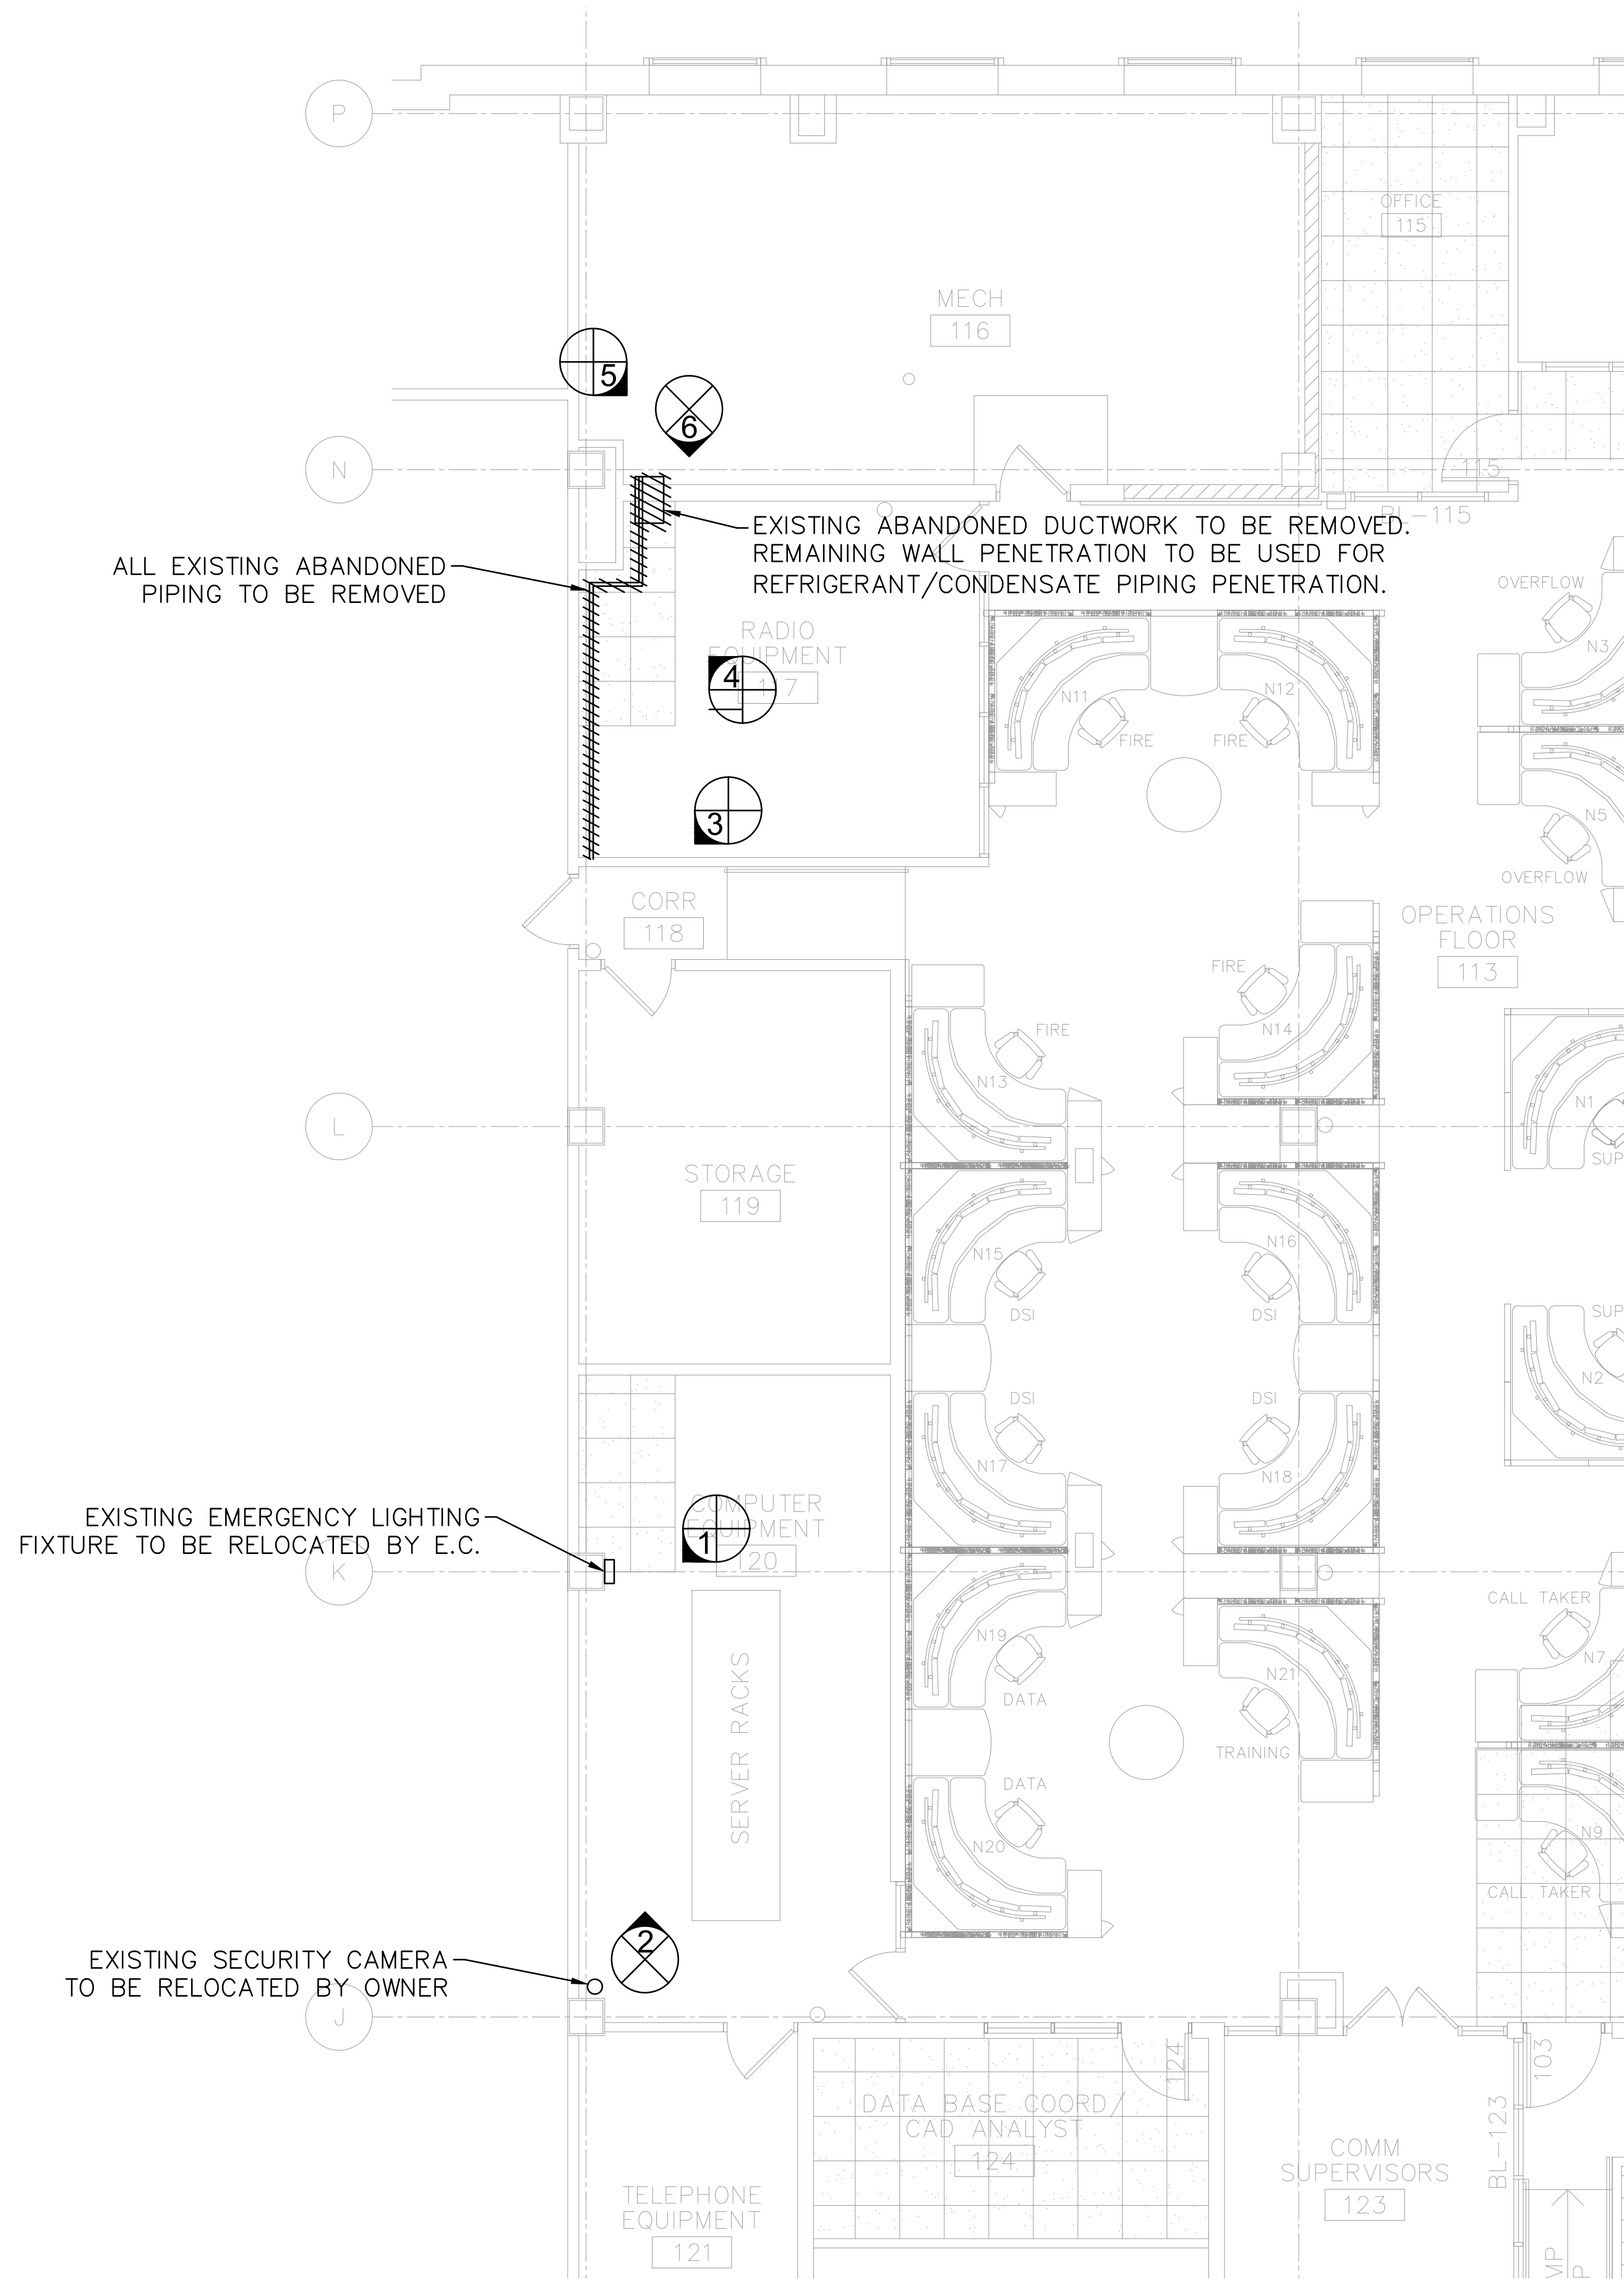 P
OFFICE
115
MECH
116
5
6
N
115
BL-115
EXISTING ABANDONED DUCTWORK TO BE REMOVED.
REMAINING WALL PENETRATION TO BE USED FOR
REFRIGERANT/CONDENSATE PIPING PENETRATION.
ALL EXISTING ABANDONED
PIPING TO BE REMOVED
OVERFLOW
N3
RADIO
EQUIPMENT
117
4
N11
FIRE
N12
FIRE
3
N5
OVERFLOW
CORR
118
OPERATIONS
FLOOR
113
FIRE
N14
FIRE
N13
N1
SUP
L
STORAGE
119
N15
DSI
N16
DSI
SUP
N2
DSI
N17
DSI
N18
EXISTING EMERGENCY LIGHTING
FIXTURE TO BE RELOCATED BY E.C.
K
COMPUTER
EQUIPMENT
120
1
CALL TAKER
N7
N19
DATA
N21
TRAINING
SERVER RACKS
DATA
N20
N9
CALL TAKER
2
EXISTING SECURITY CAMERA
TO BE RELOCATED BY OWNER
J
124
103
DATA BASE COORD/
CAD ANALYST
124
COMM
SUPERVISORS
123
BL-123
TELEPHONE
EQUIPMENT
121
MP
P